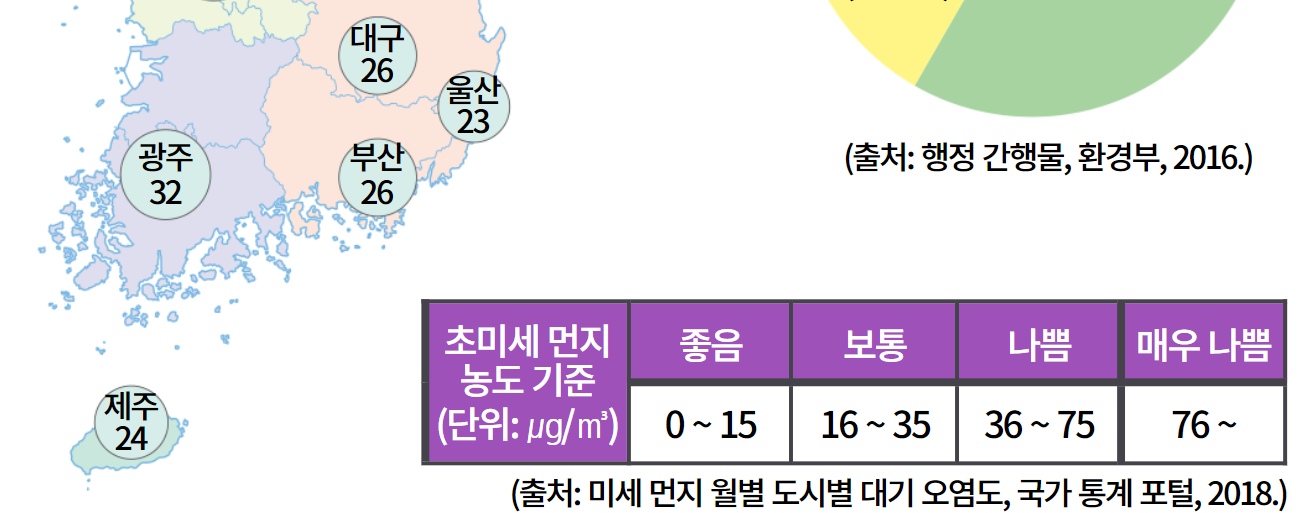 대구
26
울산
23
광주
32
부산
26
(출처: 행정 간행물, 환경부, 2016.)
제주
24
초미세 먼지
농도 기준
(단위: μg/㎥)
좋음
보통
나쁨
매우 나쁨
0 ~ 15
16 ~ 35
36 ~ 75
76 ~
(출처: 미세 먼지 월별 도시별 대기 오염도, 국가 통계 포털, 2018.)